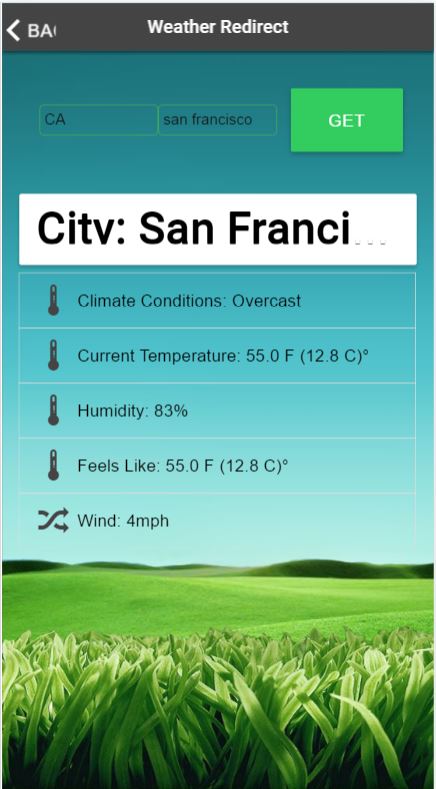 BAC
Weather Redirect
CA
san francisco
GET
City: San Franci...
Climate Conditions: Overcast
Current Temperature: 55.0 F (12.8 C)°
Humidity: 83%
Feels Like: 55.0 F (12.8 C)°
Wind: 4mph